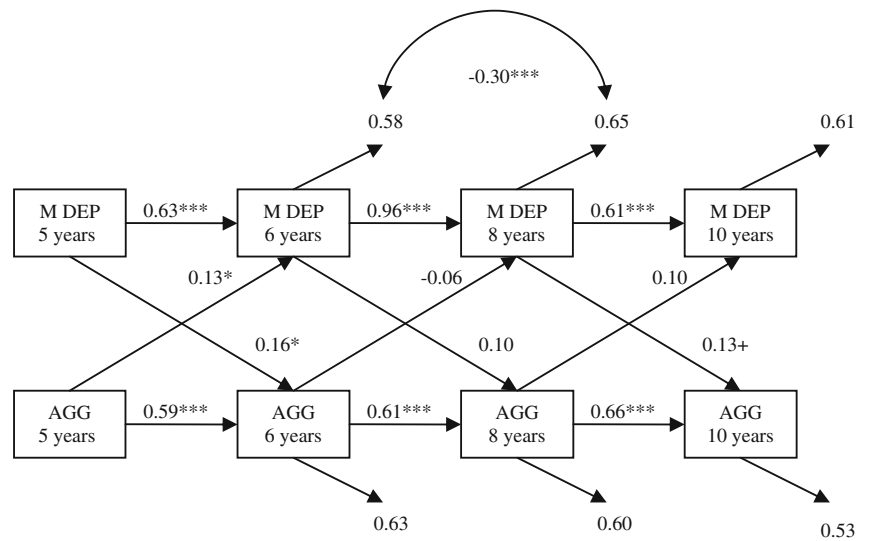 -0.30***
0.58
0.65
0.61
M DEP
5 years
0.63***
M DEP
6 years
0.96***
M DEP
8 years
0.61***
M DEP
10 years
0.13*
-0.06
0.10
0.16*
0.10
0.13+
AGG
5 years
0.59***
AGG
6 years
0.61***
AGG
8 years
0.66***
AGG
10 years
0.63
0.60
0.53